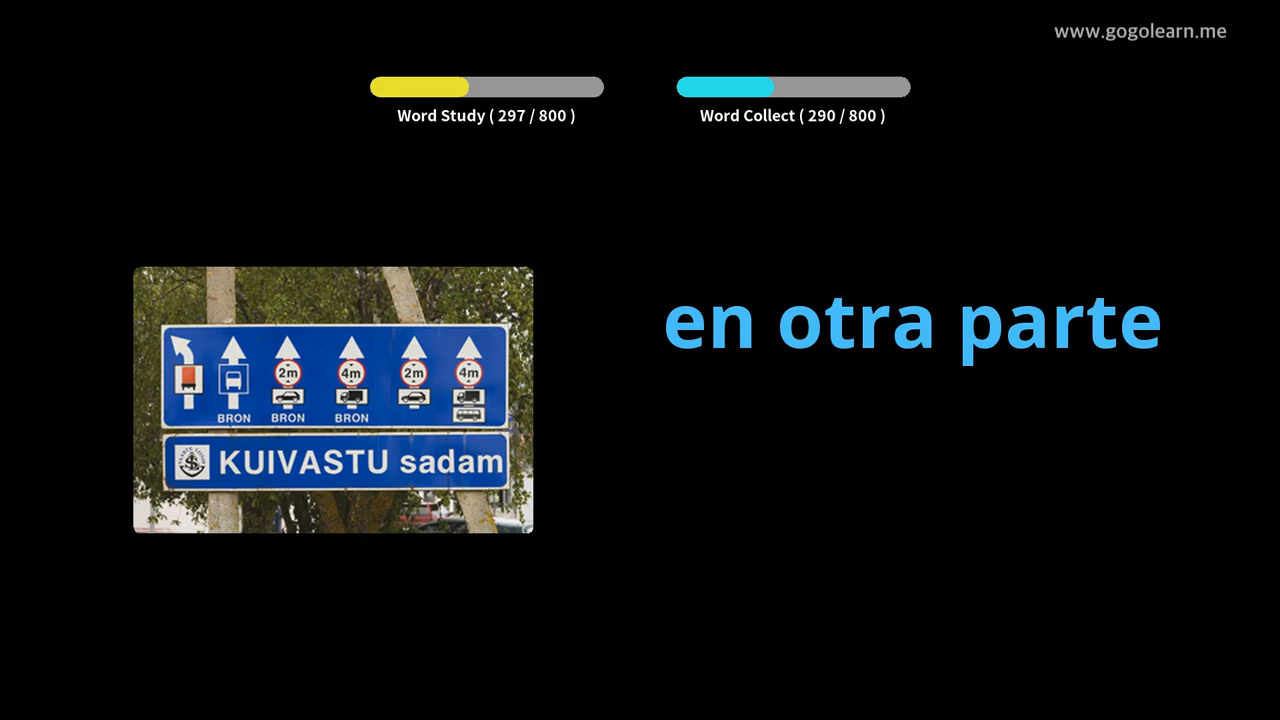 www.gogolearn.me
Word Study ( 297 / 800 )
Word Collect ( 290 / 800 )
en otra parte
2m
4m
2m
4m
BRON
BRON
BRON
KUIVASTU sadam